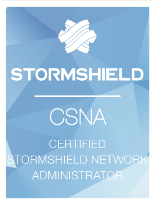 STORMSHIELD
CSNA
CERTIFIED
STORMSHIELD NETWORK
ADMINISTRATOR